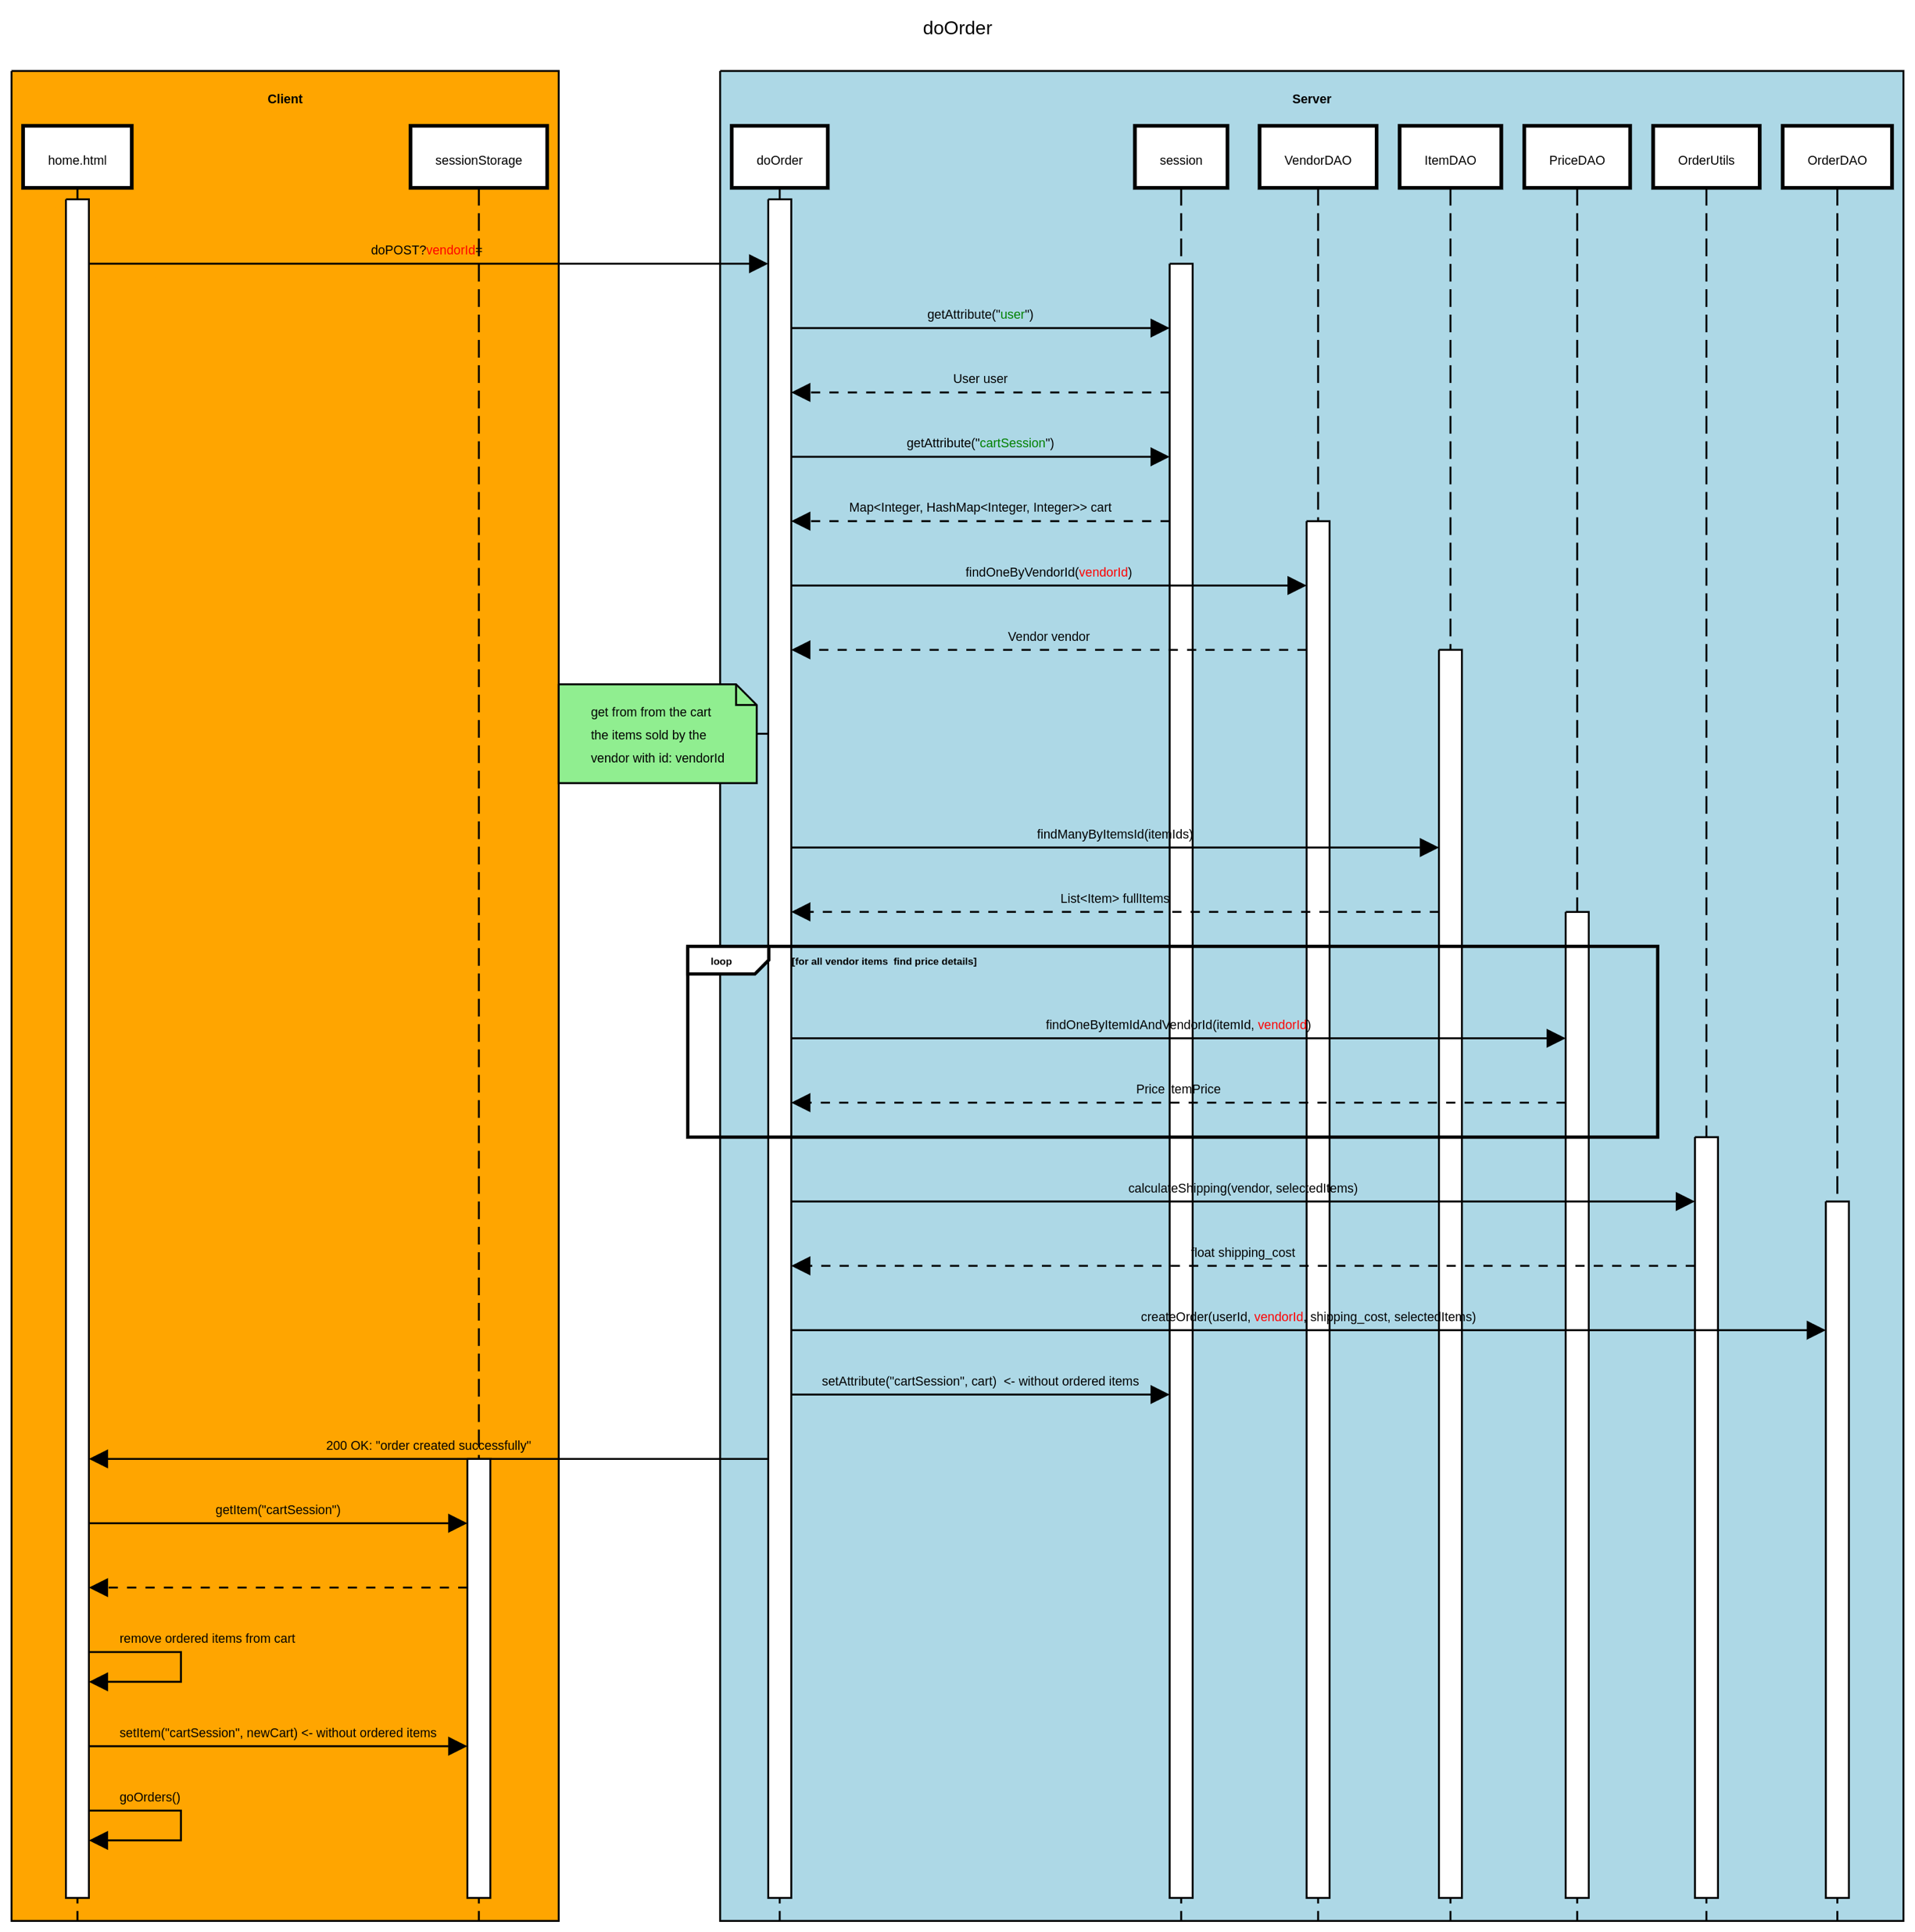 doOrder
Client
Server
home.html
sessionStorage
doOrder
session
VendorDAO
ItemDAO
PriceDAO
OrderUtils
OrderDAO
doPOST?vendorId=
getAttribute("user")
User user
getAttribute("cartSession")
Map<Integer, HashMap<Integer, Integer>> cart
findOneByVendorId(vendorId)
Vendor vendor
get from from the cart
the items sold by the
vendor with id: vendorId
findManyByItemsId(itemIds)
List<Item> fullItems
loop
[for all vendor items  find price details]
findOneByItemIdAndVendorId(itemId, vendorId)
Price itemPrice
calculateShipping(vendor, selectedItems)
float shipping_cost
createOrder(userId, vendorId, shipping_cost, selectedItems)
setAttribute("cartSession", cart)  <- without ordered items
200 OK: "order created successfully"
getItem("cartSession")
remove ordered items from cart
setItem("cartSession", newCart) <- without ordered items
goOrders()